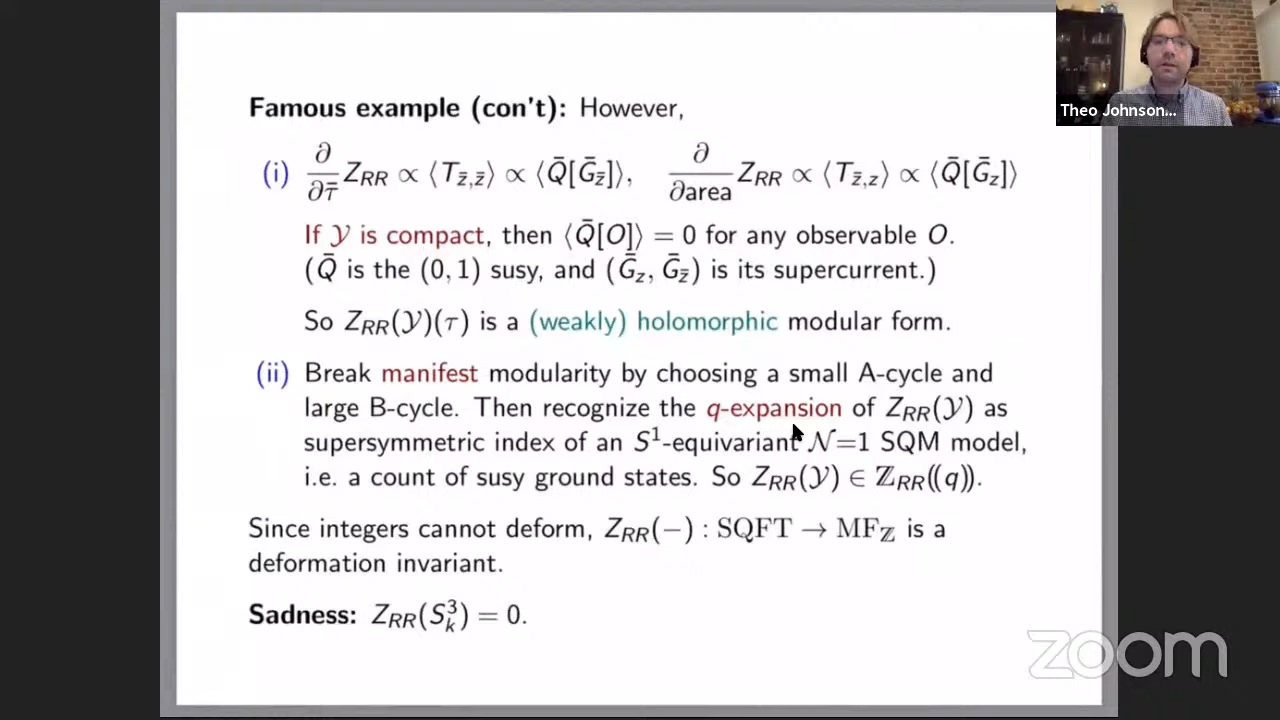 Famous example (con't): However,
(i) ∂/∂τ̄ Z_RR ∝ ⟨T_z̄,z̄⟩ ∝ ⟨Q̄[Ḡ_z̄]⟩, ∂/∂area Z_RR ∝ ⟨T_z̄,z⟩ ∝ ⟨Q̄[Ḡ_z]⟩
If 𝒴 is compact, then ⟨Q̄[O]⟩ = 0 for any observable O.
(Q̄ is the (0, 1) susy, and (Ḡ_z, Ḡ_z̄) is its supercurrent.)
So Z_RR(𝒴)(τ) is a (weakly) holomorphic modular form.
(ii) Break manifest modularity by choosing a small A-cycle and
large B-cycle. Then recognize the q-expansion of Z_RR(𝒴) as
supersymmetric index of an S¹-equivariant 𝒩=1 SQM model,
i.e. a count of susy ground states. So Z_RR(𝒴) ∈ ℤ_RR((q)).
Since integers cannot deform, Z_RR(−) : SQFT → MF_ℤ is a
deformation invariant.
Sadness: Z_RR(S³_k) = 0.
Theo Johnson...
zoom